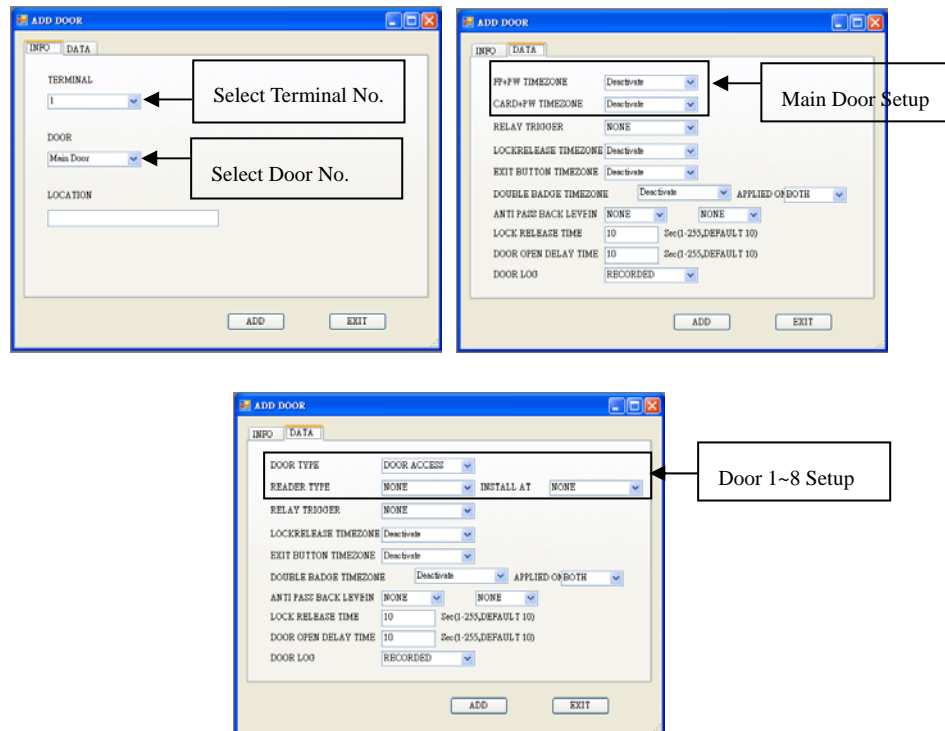 ADD DOOR
INFO DATA
TERMINAL
1
Select Terminal No.
DOOR
Main Door
Select Door No.
LOCATION
ADD EXIT
ADD DOOR
INFO DATA
FP+PW TIMEZONE Deactivate
CARD+PW TIMEZONE Deactivate
Main Door Setup
RELAY TRIGGER NONE
LOCKRELEASE TIMEZONE Deactivate
EXIT BUTTON TIMEZONE Deactivate
DOUBLE BADGE TIMEZONE Deactivate APPLIED ON BOTH
ANTI PASS BACK LEVEIN NONE NONE
LOCK RELEASE TIME 10 Sec(1-255,DEFAULT 10)
DOOR OPEN DELAY TIME 10 Sec(1-255,DEFAULT 10)
DOOR LOG RECORDED
ADD EXIT
ADD DOOR
INFO DATA
DOOR TYPE DOOR ACCESS
READER TYPE NONE INSTALL AT NONE
Door 1~8 Setup
RELAY TRIGGER NONE
LOCKRELEASE TIMEZONE Deactivate
EXIT BUTTON TIMEZONE Deactivate
DOUBLE BADGE TIMEZONE Deactivate APPLIED ON BOTH
ANTI PASS BACK LEVEIN NONE NONE
LOCK RELEASE TIME 10 Sec(1-255,DEFAULT 10)
DOOR OPEN DELAY TIME 10 Sec(1-255,DEFAULT 10)
DOOR LOG RECORDED
ADD EXIT